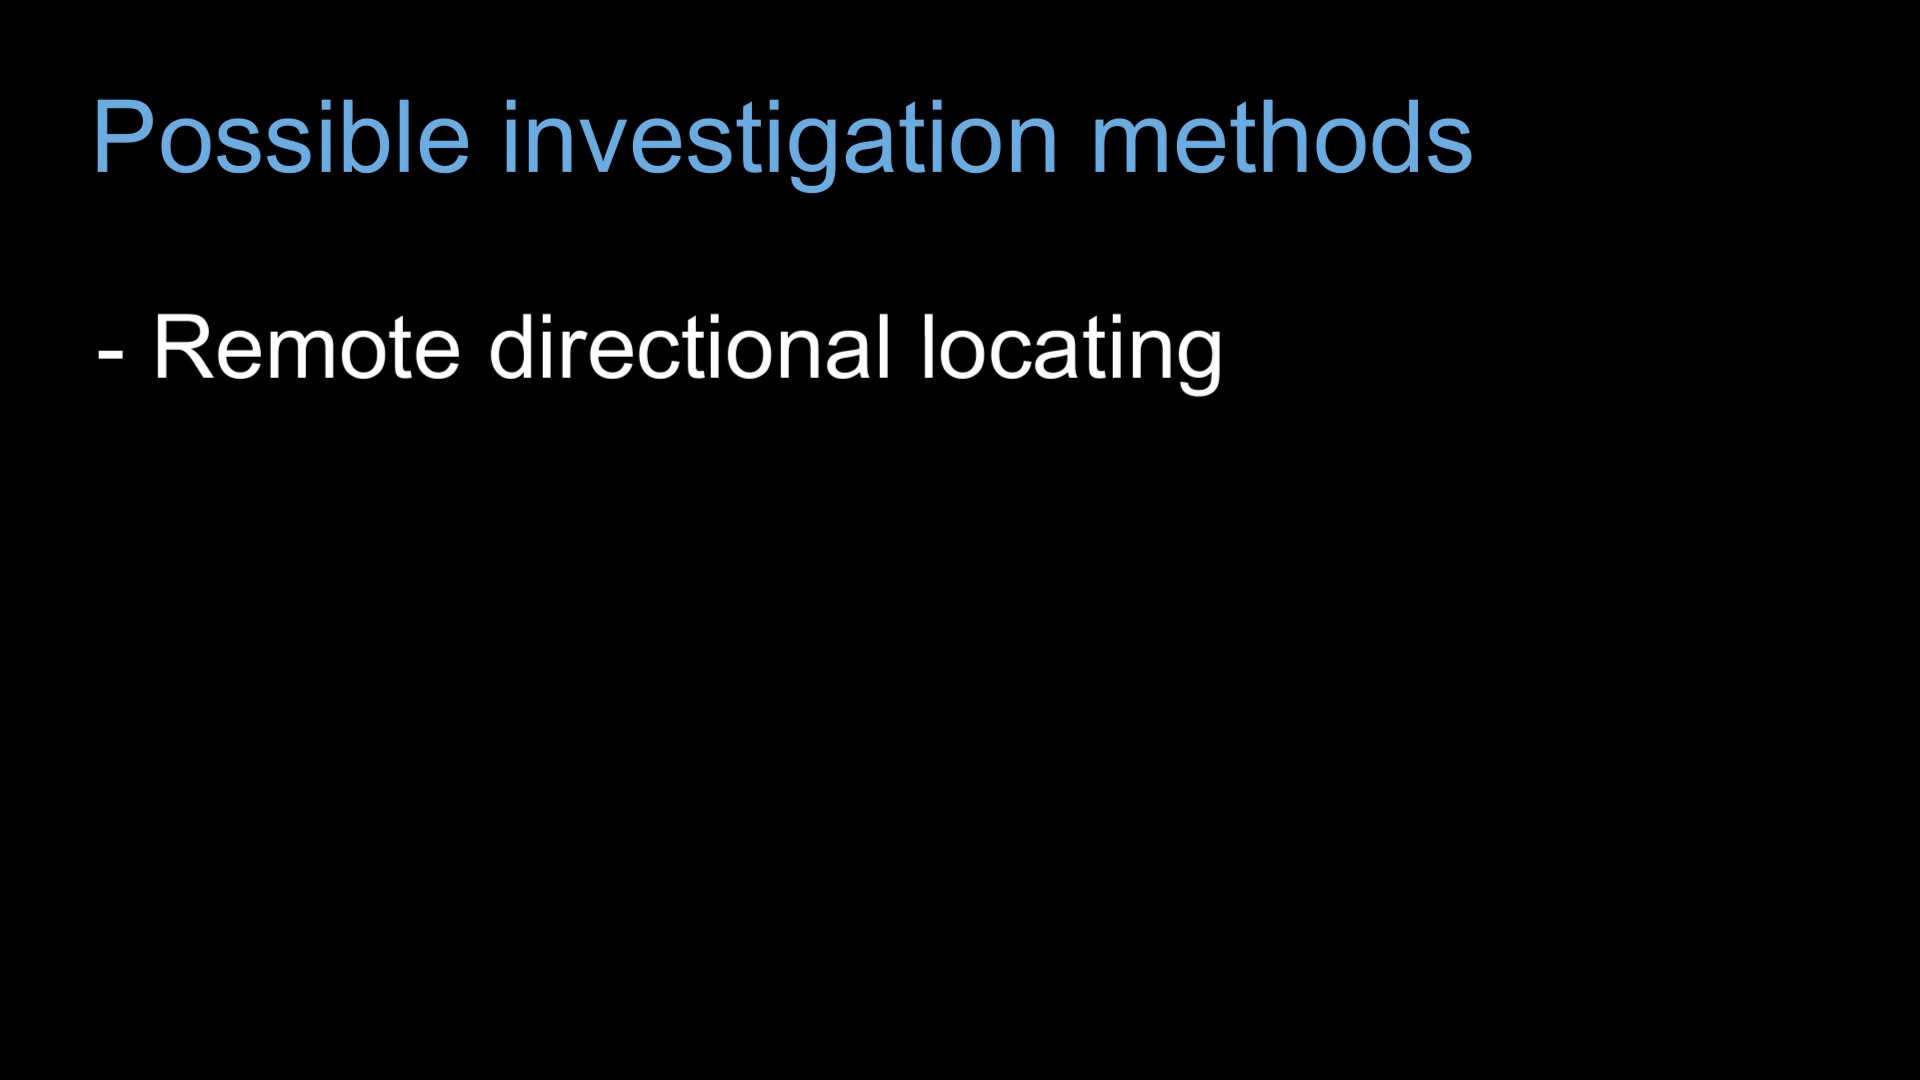 Possible investigation methods
- Remote directional locating